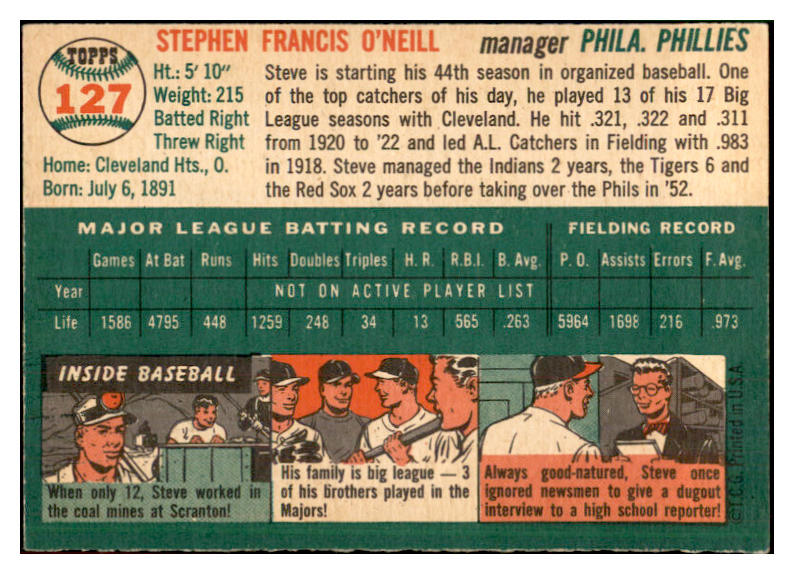 TOPPS
127
STEPHEN FRANCIS O'NEILL manager PHILA. PHILLIES
Ht.: 5' 10"
Weight: 215
Batted Right
Threw Right
Home: Cleveland Hts., O.
Born: July 6, 1891
Steve is starting his 44th season in organized baseball. One
of the top catchers of his day, he played 13 of his 17 Big
League seasons with Cleveland. He hit .321, .322 and .311
from 1920 to '22 and led A.L. Catchers in Fielding with .983
in 1918. Steve managed the Indians 2 years, the Tigers 6 and
the Red Sox 2 years before taking over the Phils in '52.
MAJOR LEAGUE BATTING RECORD FIELDING RECORD
Games At Bat Runs Hits Doubles Triples H. R. R.B.I. B. Avg. P. O. Assists Errors F. Avg.
Year NOT ON ACTIVE PLAYER LIST
Life 1586 4795 448 1259 248 34 13 565 .263 5964 1698 216 .973
INSIDE BASEBALL
When only 12, Steve worked in
the coal mines at Scranton!
His family is big league — 3
of his brothers played in the
Majors!
Always good-natured, Steve once
ignored newsmen to give a dugout
interview to a high school reporter!
©T.C.G. Printed in U.S.A.